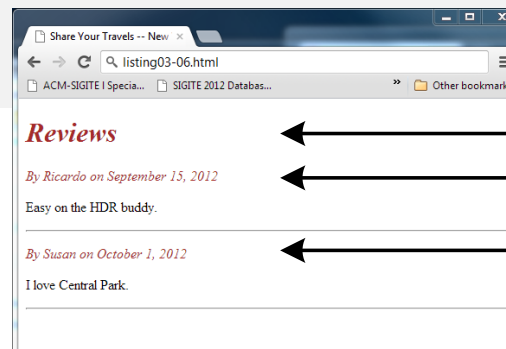 Share Your Travels -- New
listing03-06.html
ACM-SIGITE I Specia... SIGITE 2012 Databas... » Other bookmark
Reviews
By Ricardo on September 15, 2012
Easy on the HDR buddy.
By Susan on October 1, 2012
I love Central Park.